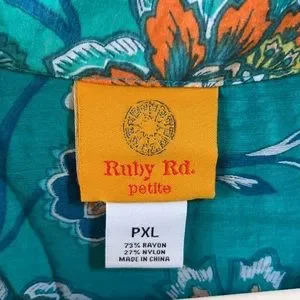 Ruby Rd.
petite
PXL
73% RAYON
27% NYLON
MADE IN CHINA